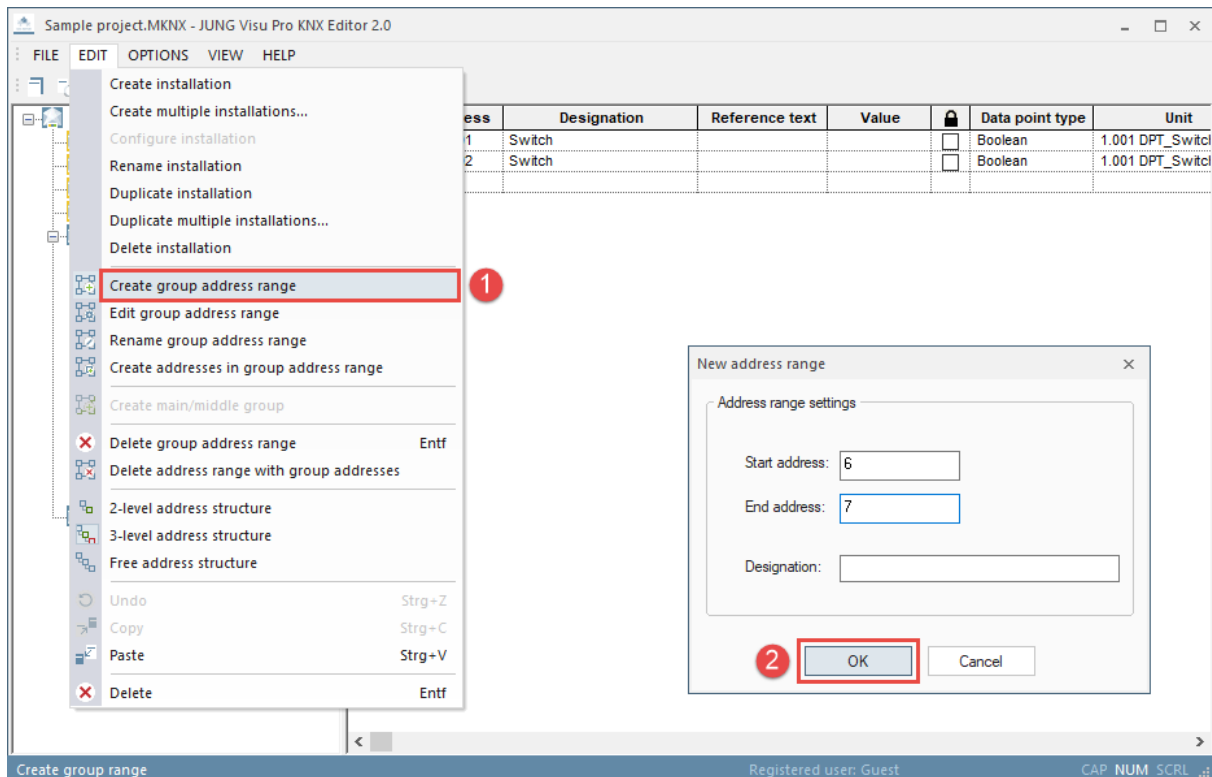 Sample project.MKNX - JUNG Visu Pro KNX Editor 2.0
FILE EDIT OPTIONS VIEW HELP
Create installation
Create multiple installations...
Configure installation
Rename installation
Duplicate installation
Duplicate multiple installations...
Delete installation
Create group address range
1
Edit group address range
Rename group address range
Create addresses in group address range
Create main/middle group
Delete group address range Entf
Delete address range with group addresses
2-level address structure
3-level address structure
Free address structure
Undo Strg+Z
Copy Strg+C
Paste Strg+V
Delete Entf
ess Designation Reference text Value Data point type Unit
1 Switch Boolean 1.001 DPT_Switch
2 Switch Boolean 1.001 DPT_Switch
New address range
Address range settings
Start address: 6
End address: 7
Designation:
2 OK Cancel
Create group range Registered user: Guest CAP NUM SCRL